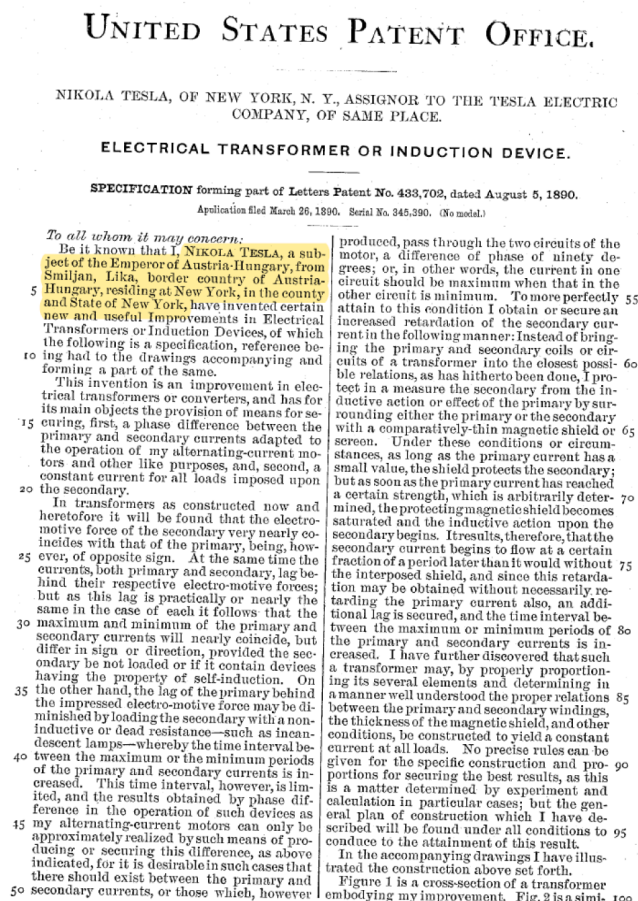 UNITED STATES PATENT OFFICE.
NIKOLA TESLA, OF NEW YORK, N. Y., ASSIGNOR TO THE TESLA ELECTRIC
COMPANY, OF SAME PLACE.
ELECTRICAL TRANSFORMER OR INDUCTION DEVICE.
SPECIFICATION forming part of Letters Patent No. 433,702, dated August 5, 1890.
Application filed March 26, 1890. Serial No. 345,390. (No model.)
To all whom it may concern:
Be it known that I, NIKOLA TESLA, a sub-
ject of the Emperor of Austria-Hungary, from
Smiljan, Lika, border country of Austria-
5 Hungary, residing at New York, in the county
and State of New York, have invented certain
new and useful Improvements in Electrical
Transformers or Induction Devices, of which
the following is a specification, reference be-
10 ing had to the drawings accompanying and
forming a part of the same.
This invention is an improvement in elec-
trical transformers or converters, and has for
its main objects the provision of means for se-
15 curing, first, a phase difference between the
primary and secondary currents adapted to
the operation of my alternating-current mo-
tors and other like purposes, and, second, a
constant current for all loads imposed upon
20 the secondary.
In transformers as constructed now and
heretofore it will be found that the electro-
motive force of the secondary very nearly co-
incides with that of the primary, being, how-
25 ever, of opposite sign. At the same time the
currents, both primary and secondary, lag be-
hind their respective electro-motive forces;
but as this lag is practically or nearly the
same in the case of each it follows that the
30 maximum and minimum of the primary and
secondary currents will nearly coincide, but
differ in sign or direction, provided the sec-
ondary be not loaded or if it contain devices
having the property of self-induction. On
35 the other hand, the lag of the primary behind
the impressed electro-motive force may be di-
minished by loading the secondary with a non-
inductive or dead resistance—such as incan-
descent lamps—whereby the time interval be-
40 tween the maximum or the minimum periods
of the primary and secondary currents is in-
creased. This time interval, however, is lim-
ited, and the results obtained by phase dif-
ference in the operation of such devices as
45 my alternating-current motors can only be
approximately realized by such means of pro-
ducing or securing this difference, as above
indicated, for it is desirable in such cases that
there should exist between the primary and
50 secondary currents, or those which, however
produced, pass through the two circuits of the
motor, a difference of phase of ninety de-
grees; or, in other words, the current in one
circuit should be maximum when that in the
other circuit is minimum. To more perfectly 55
attain to this condition I obtain or secure an
increased retardation of the secondary cur-
rent in the following manner: Instead of bring-
ing the primary and secondary coils or cir-
cuits of a transformer into the closest possi- 60
ble relations, as has hitherto been done, I pro-
tect in a measure the secondary from the in-
ductive action or effect of the primary by sur-
rounding either the primary or the secondary
with a comparatively-thin magnetic shield or 65
screen. Under these conditions or circum-
stances, as long as the primary current has a
small value, the shield protects the secondary;
but as soon as the primary current has reached
a certain strength, which is arbitrarily deter- 70
mined, the protecting magnetic shield becomes
saturated and the inductive action upon the
secondary begins. It results, therefore, that the
secondary current begins to flow at a certain
fraction of a period later than it would without 75
the interposed shield, and since this retarda-
tion may be obtained without necessarily re-
tarding the primary current also, an addi-
tional lag is secured, and the time interval be-
tween the maximum or minimum periods of 80
the primary and secondary currents is in-
creased. I have further discovered that such
a transformer may, by properly proportion-
ing its several elements and determining in
a manner well understood the proper relations 85
between the primary and secondary windings,
the thickness of the magnetic shield, and other
conditions, be constructed to yield a constant
current at all loads. No precise rules can be
given for the specific construction and pro- 90
portions for securing the best results, as this
is a matter determined by experiment and
calculation in particular cases; but the gen-
eral plan of construction which I have de-
scribed will be found under all conditions to 95
conduce to the attainment of this result.
In the accompanying drawings I have illus-
trated the construction above set forth.
Figure 1 is a cross-section of a transformer
embodying my improvement. Fig. 2 is a simi- 100